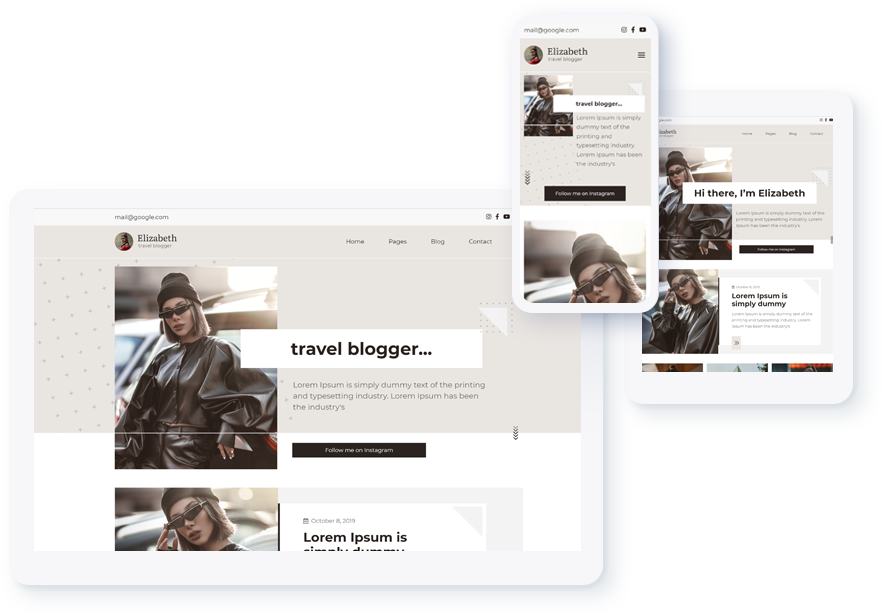 mail@google.com
Elizabeth
travel blogger
travel blogger...
Lorem Ipsum is simply
dummy text of the
printing and
typesetting industry.
Lorem Ipsum has been
the industry's
Follow me on Instagram
Elizabeth
Home Pages Blog Contact
Hi there, I'm Elizabeth
Lorem Ipsum is simply dummy text of the
printing and typesetting industry. Lorem
Ipsum has been the industry's
Follow me on Instagram
October 8, 2019
Lorem Ipsum is
simply dummy
Lorem Ipsum is simply dummy text of the
printing and typesetting industry. Lorem
Ipsum has been the industry's
mail@google.com
Elizabeth
travel blogger
Home Pages Blog Contact
travel blogger...
Lorem Ipsum is simply dummy text of the printing
and typesetting industry. Lorem Ipsum has been
the industry's
Follow me on Instagram
October 8, 2019
Lorem Ipsum is
simply dummy